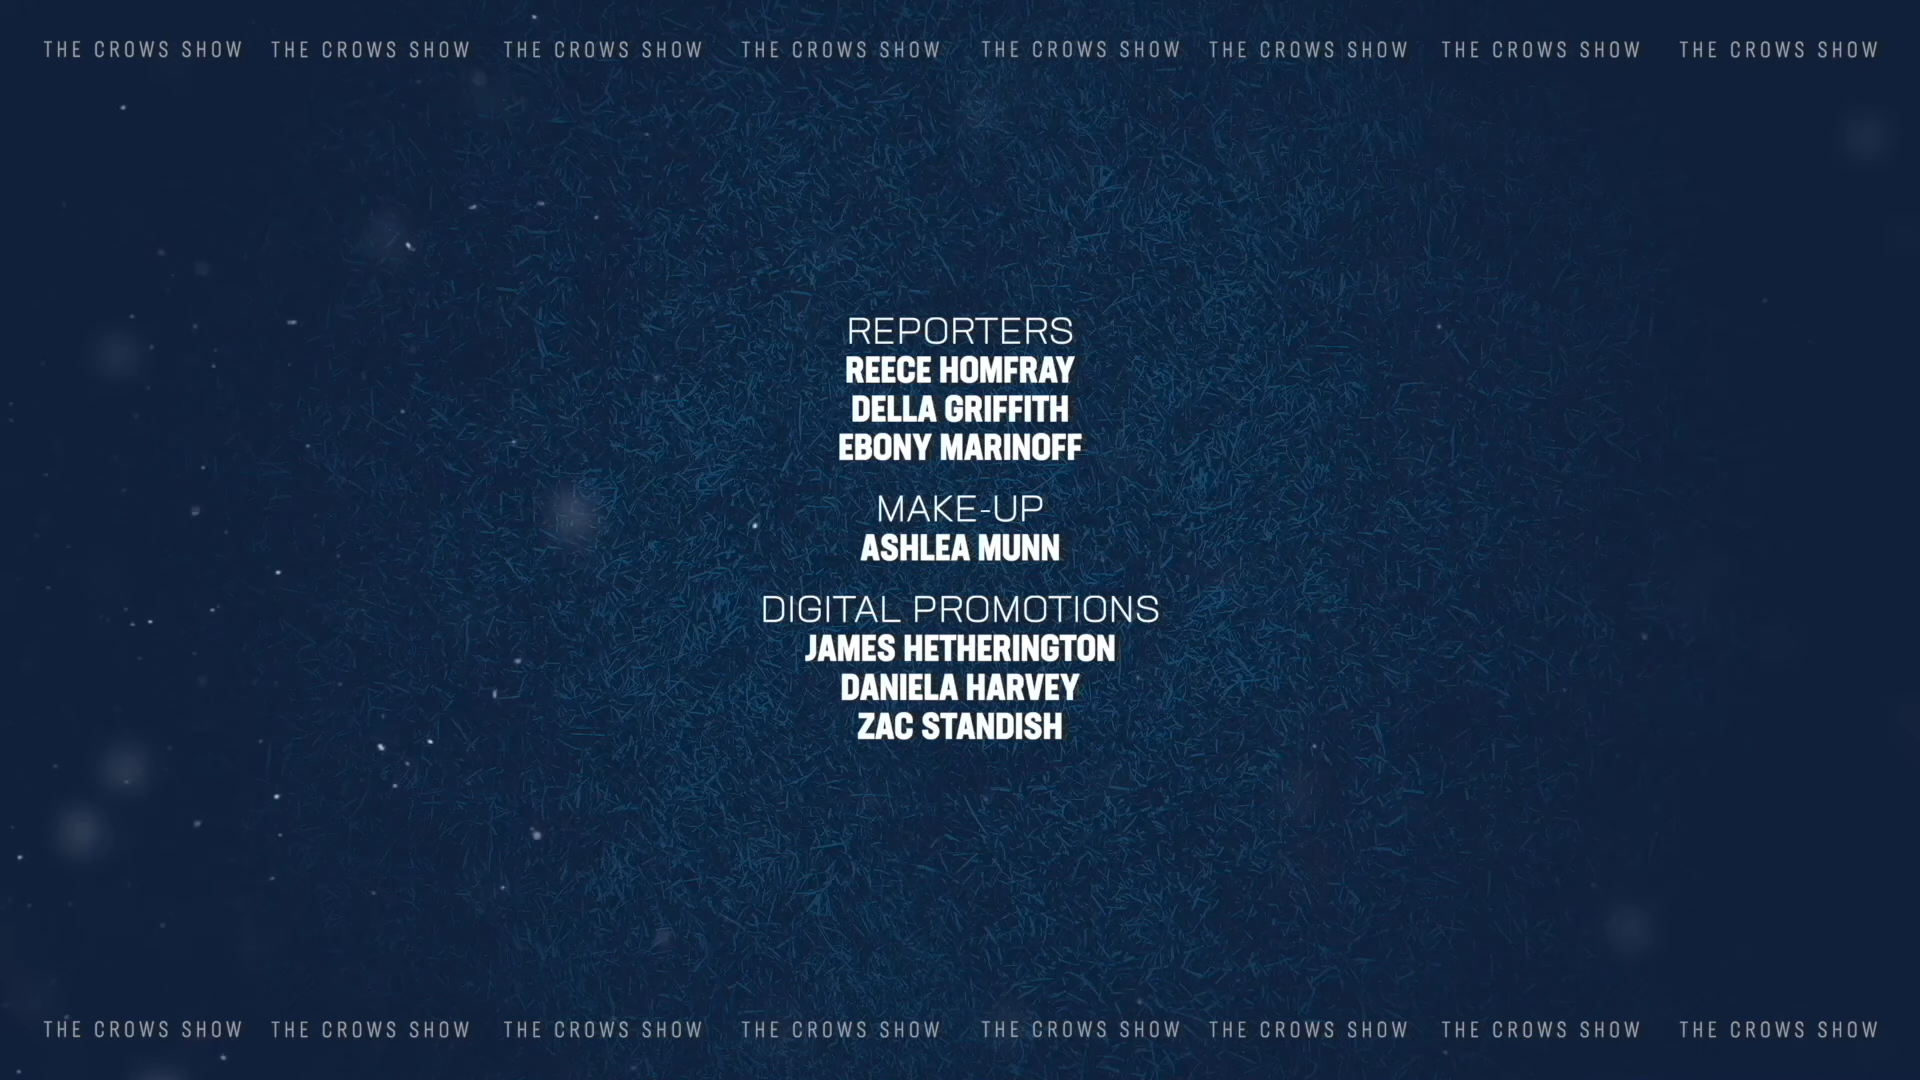 THE CROWS SHOW THE CROWS SHOW THE CROWS SHOW THE CROWS SHOW THE CROWS SHOW THE CROWS SHOW THE CROWS SHOW THE CROWS SHOW
REPORTERS
REECE HOMFRAY
DELLA GRIFFITH
EBONY MARINOFF
MAKE-UP
ASHLEA MUNN
DIGITAL PROMOTIONS
JAMES HETHERINGTON
DANIELA HARVEY
ZAC STANDISH
THE CROWS SHOW THE CROWS SHOW THE CROWS SHOW THE CROWS SHOW THE CROWS SHOW THE CROWS SHOW THE CROWS SHOW THE CROWS SHOW